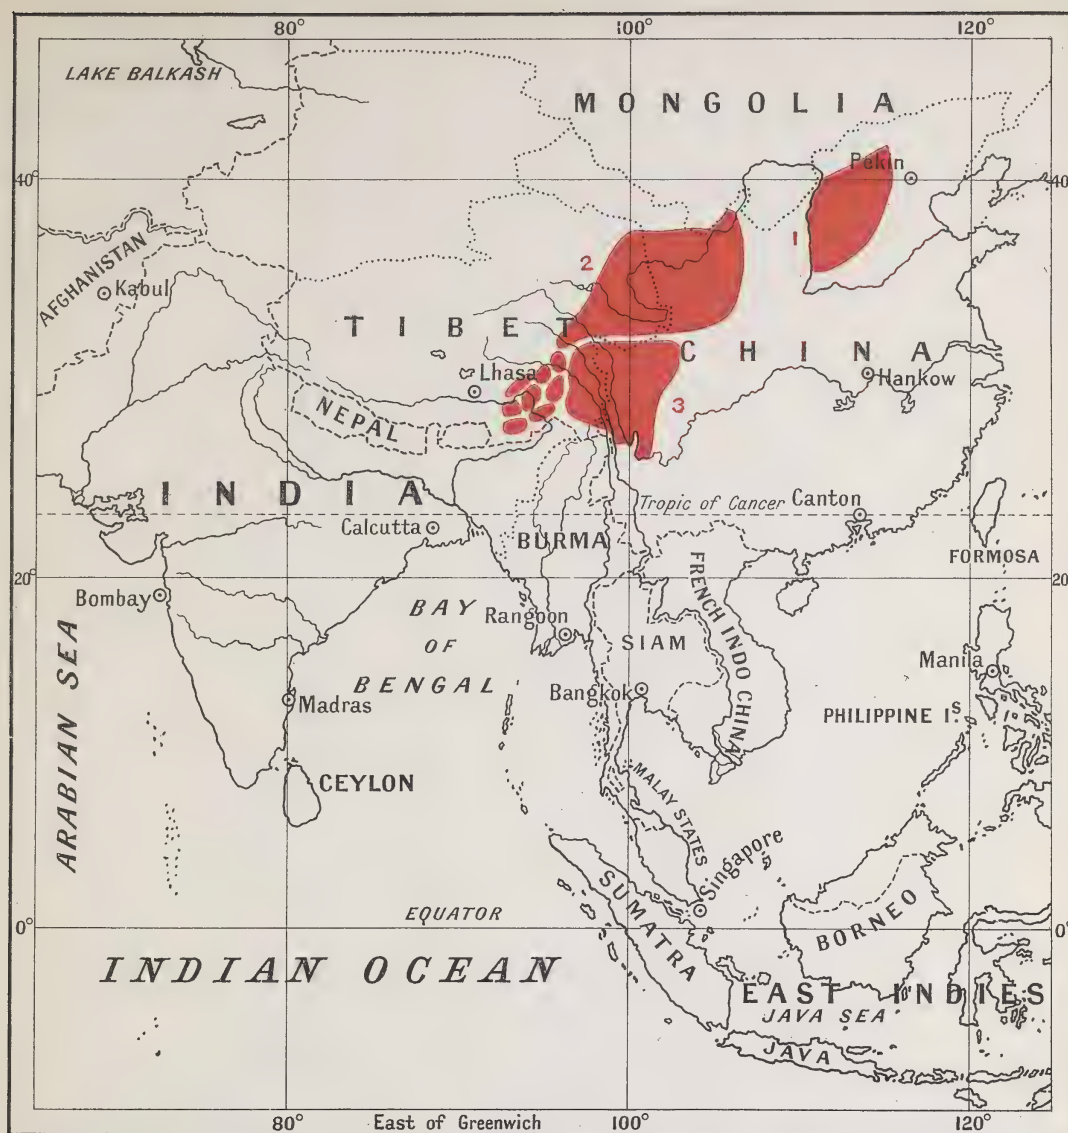 80° 100° 120°
LAKE BALKASH
MONGOLIA
Pekin
40° 40
1
2
AFGHANISTAN
Kabul
TIBET
CHINA
Lhasa
Hankow
3
NEPAL
INDIA
Tropic of Cancer
Canton
Calcutta
BURMA
FORMOSA
20° 20
FRENCH INDO CHINA
Bombay
BAY
OF
BENGAL
Rangoon
SIAM
Manila
Bangkok
Madras
PHILIPPINE Iˢ.
ARABIAN SEA
CEYLON
MALAY STATES
Singapore
SUMATRA
EQUATOR
BORNEO
0° 0°
INDIAN OCEAN
EAST INDIES
JAVA SEA
JAVA
80° East of Greenwich 100° 120°